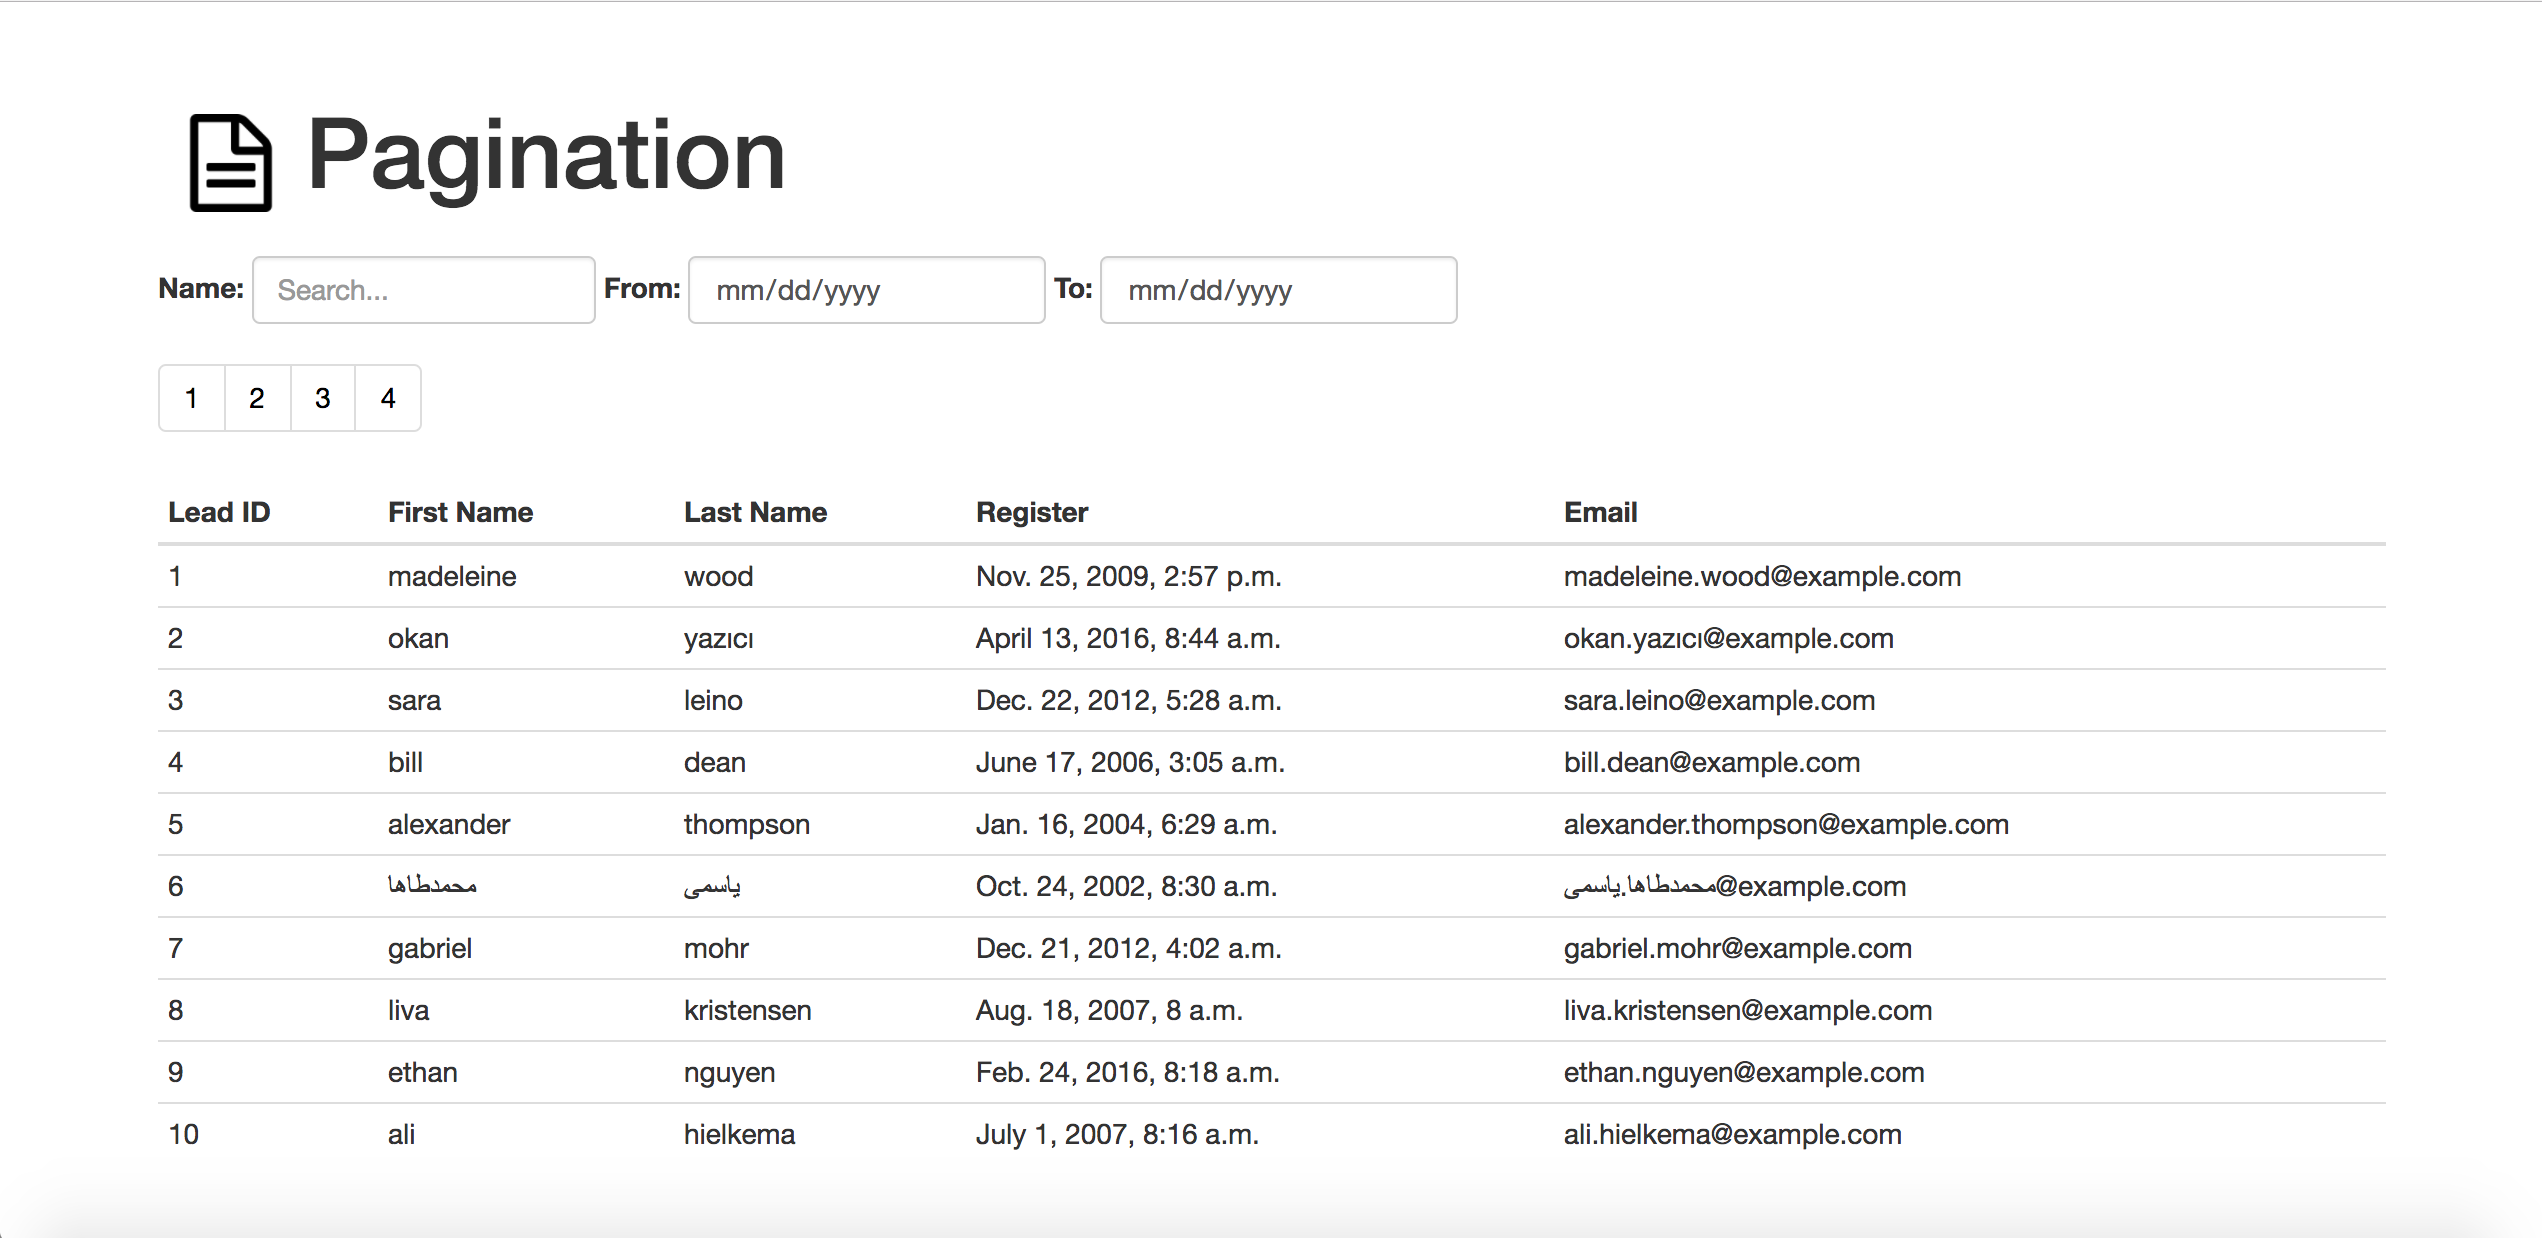 Pagination
Name: Search... From: mm/dd/yyyy To: mm/dd/yyyy
1 2 3 4
Lead ID First Name Last Name Register Email
1 madeleine wood Nov. 25, 2009, 2:57 p.m. madeleine.wood@example.com
2 okan yazıcı April 13, 2016, 8:44 a.m. okan.yazıcı@example.com
3 sara leino Dec. 22, 2012, 5:28 a.m. sara.leino@example.com
4 bill dean June 17, 2006, 3:05 a.m. bill.dean@example.com
5 alexander thompson Jan. 16, 2004, 6:29 a.m. alexander.thompson@example.com
6 محمدطاها یاسمی Oct. 24, 2002, 8:30 a.m. محمدطاها.یاسمی@example.com
7 gabriel mohr Dec. 21, 2012, 4:02 a.m. gabriel.mohr@example.com
8 liva kristensen Aug. 18, 2007, 8 a.m. liva.kristensen@example.com
9 ethan nguyen Feb. 24, 2016, 8:18 a.m. ethan.nguyen@example.com
10 ali hielkema July 1, 2007, 8:16 a.m. ali.hielkema@example.com